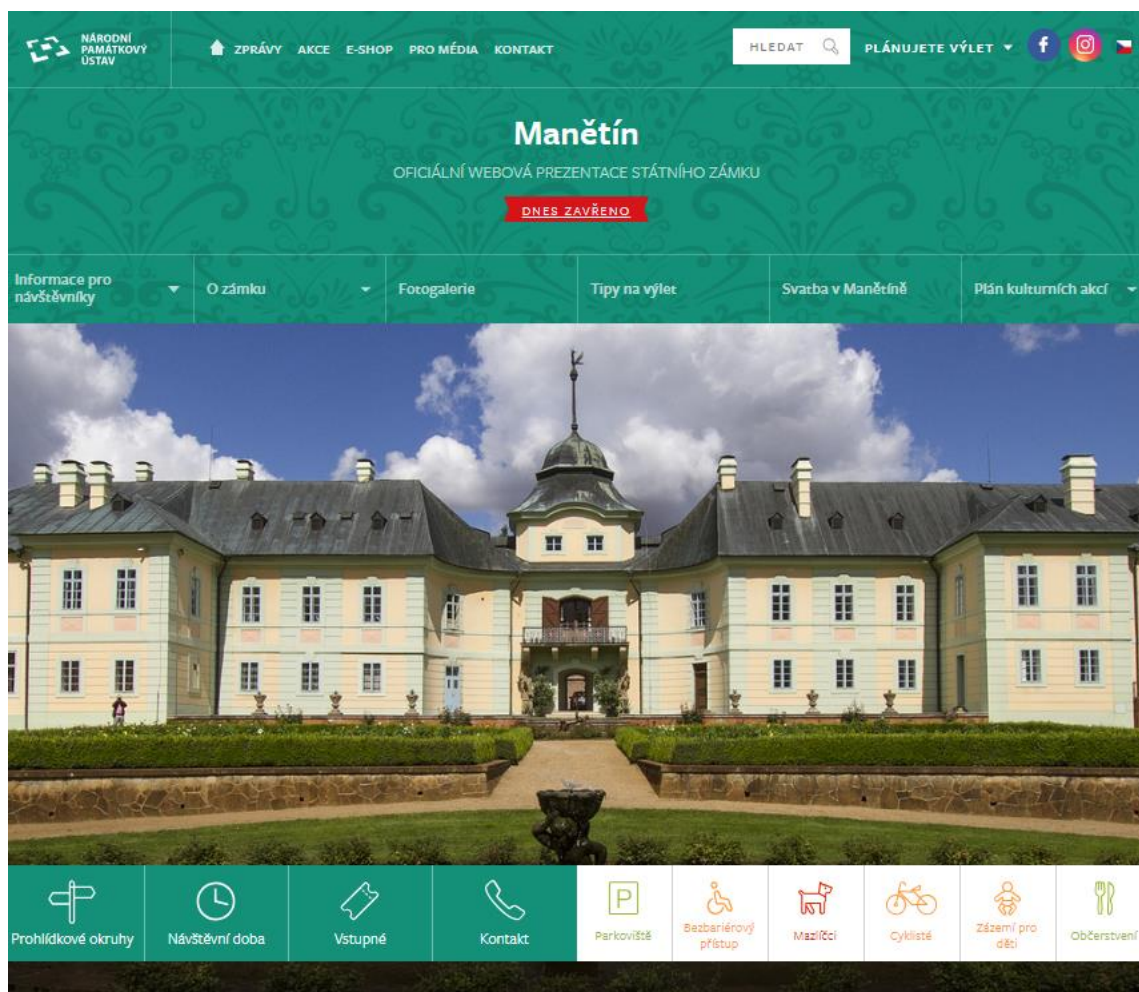 NÁRODNÍ
PAMÁTKOVÝ
ÚSTAV
ZPRÁVY AKCE E-SHOP PRO MÉDIA KONTAKT
HLEDAT
PLÁNUJETE VÝLET
Manětín
OFICIÁLNÍ WEBOVÁ PREZENTACE STÁTNÍHO ZÁMKU
DNES ZAVŘENO
Informace pro
návštěvníky
O zámku
Fotogalerie
Tipy na výlet
Svatba v Manětíně
Plán kulturních akcí
Prohlídkové okruhy
Návštěvní doba
Vstupné
Kontakt
P
Parkoviště
Bezbariérový
přístup
Mazlíčci
Cyklisté
Zázemí pro
děti
Občerstvení